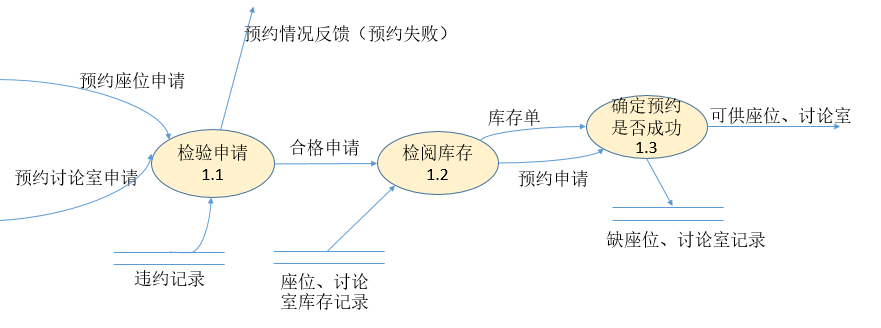 预约情况反馈（预约失败）
预约座位申请
预约讨论室申请
检验申请
1.1
合格申请
检阅库存
1.2
库存单
预约申请
确定预约
是否成功
1.3
可供座位、讨论室
违约记录
座位、讨论
室库存记录
缺座位、讨论室记录